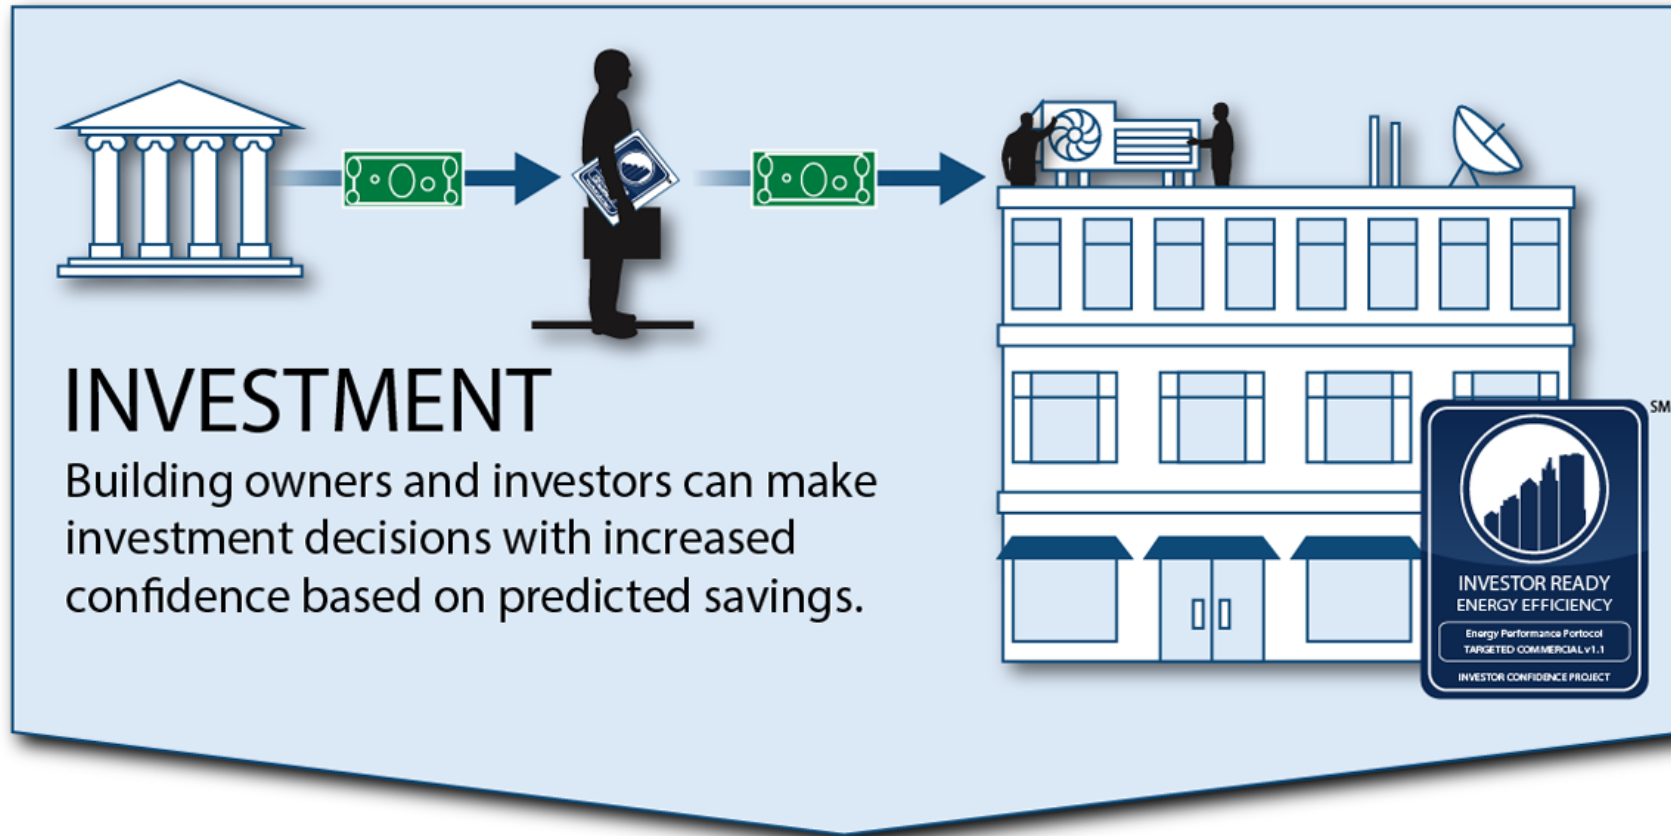 INVESTMENT
Building owners and investors can make
investment decisions with increased
confidence based on predicted savings.
SM
INVESTOR READY
ENERGY EFFICIENCY
Energy Performance Portocol
TARGETED COMMERCIAL v1.1
INVESTOR CONFIDENCE PROJECT